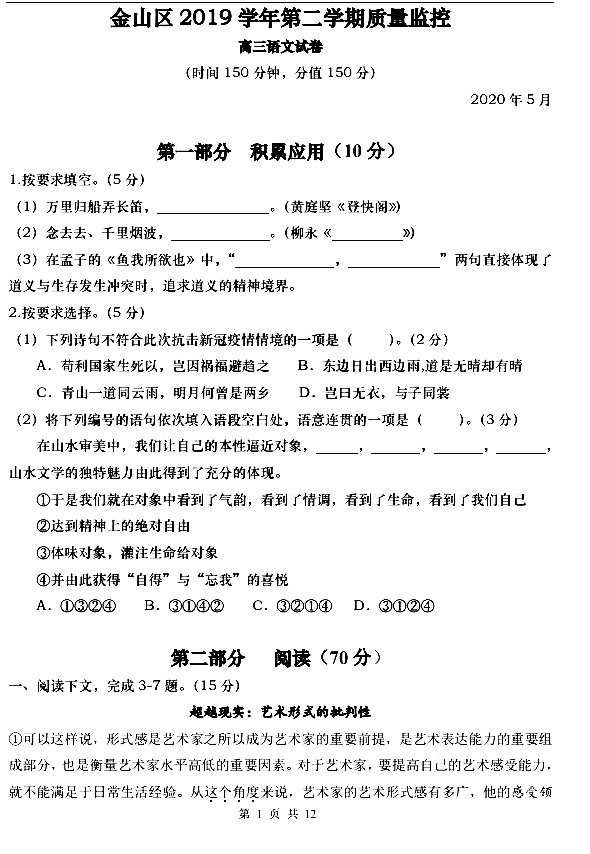 金山区 2019 学年第二学期质量监控
高三语文试卷
（时间 150 分钟，分值 150 分）
2020 年 5 月
第一部分 积累应用（10 分）
1.按要求填空。（5 分）
（1）万里归船弄长笛，________________。（黄庭坚《登快阁》）
（2）念去去、千里烟波，______________。（柳永《__________》）
（3）在孟子的《鱼我所欲也》中，“______________，_____________”两句直接体现了
道义与生存发生冲突时，追求道义的精神境界。
2.按要求选择。（5 分）
（1）下列诗句不符合此次抗击新冠疫情情境的一项是（　　）。（2 分）
A．苟利国家生死以，岂因祸福避趋之 B．东边日出西边雨,道是无晴却有晴
C．青山一道同云雨，明月何曾是两乡 D．岂曰无衣，与子同裳
（2）将下列编号的语句依次填入语段空白处，语意连贯的一项是（　　）。（3 分）
在山水审美中，我们让自己的本性逼近对象，______，______，______，______，
山水文学的独特魅力由此得到了充分的体现。
①于是我们就在对象中看到了气韵，看到了情调，看到了生命，看到了我们自己
②达到精神上的绝对自由
③体味对象，灌注生命给对象
④并由此获得“自得”与“忘我”的喜悦
A．①③②④ B．③①④② C．③②①④ D．③①②④
第二部分 阅读（70 分）
一、阅读下文，完成 3-7 题。（15 分）
超越现实：艺术形式的批判性
①可以这样说，形式感是艺术家之所以成为艺术家的重要前提，是艺术表达能力的重要组
成部分，也是衡量艺术家水平高低的重要因素。对于艺术家，要提高自己的艺术感受能力，
就不能满足于日常生活经验。从这个角度来说，艺术家的艺术形式感有多广，他的感受领
第 1 页 共 12